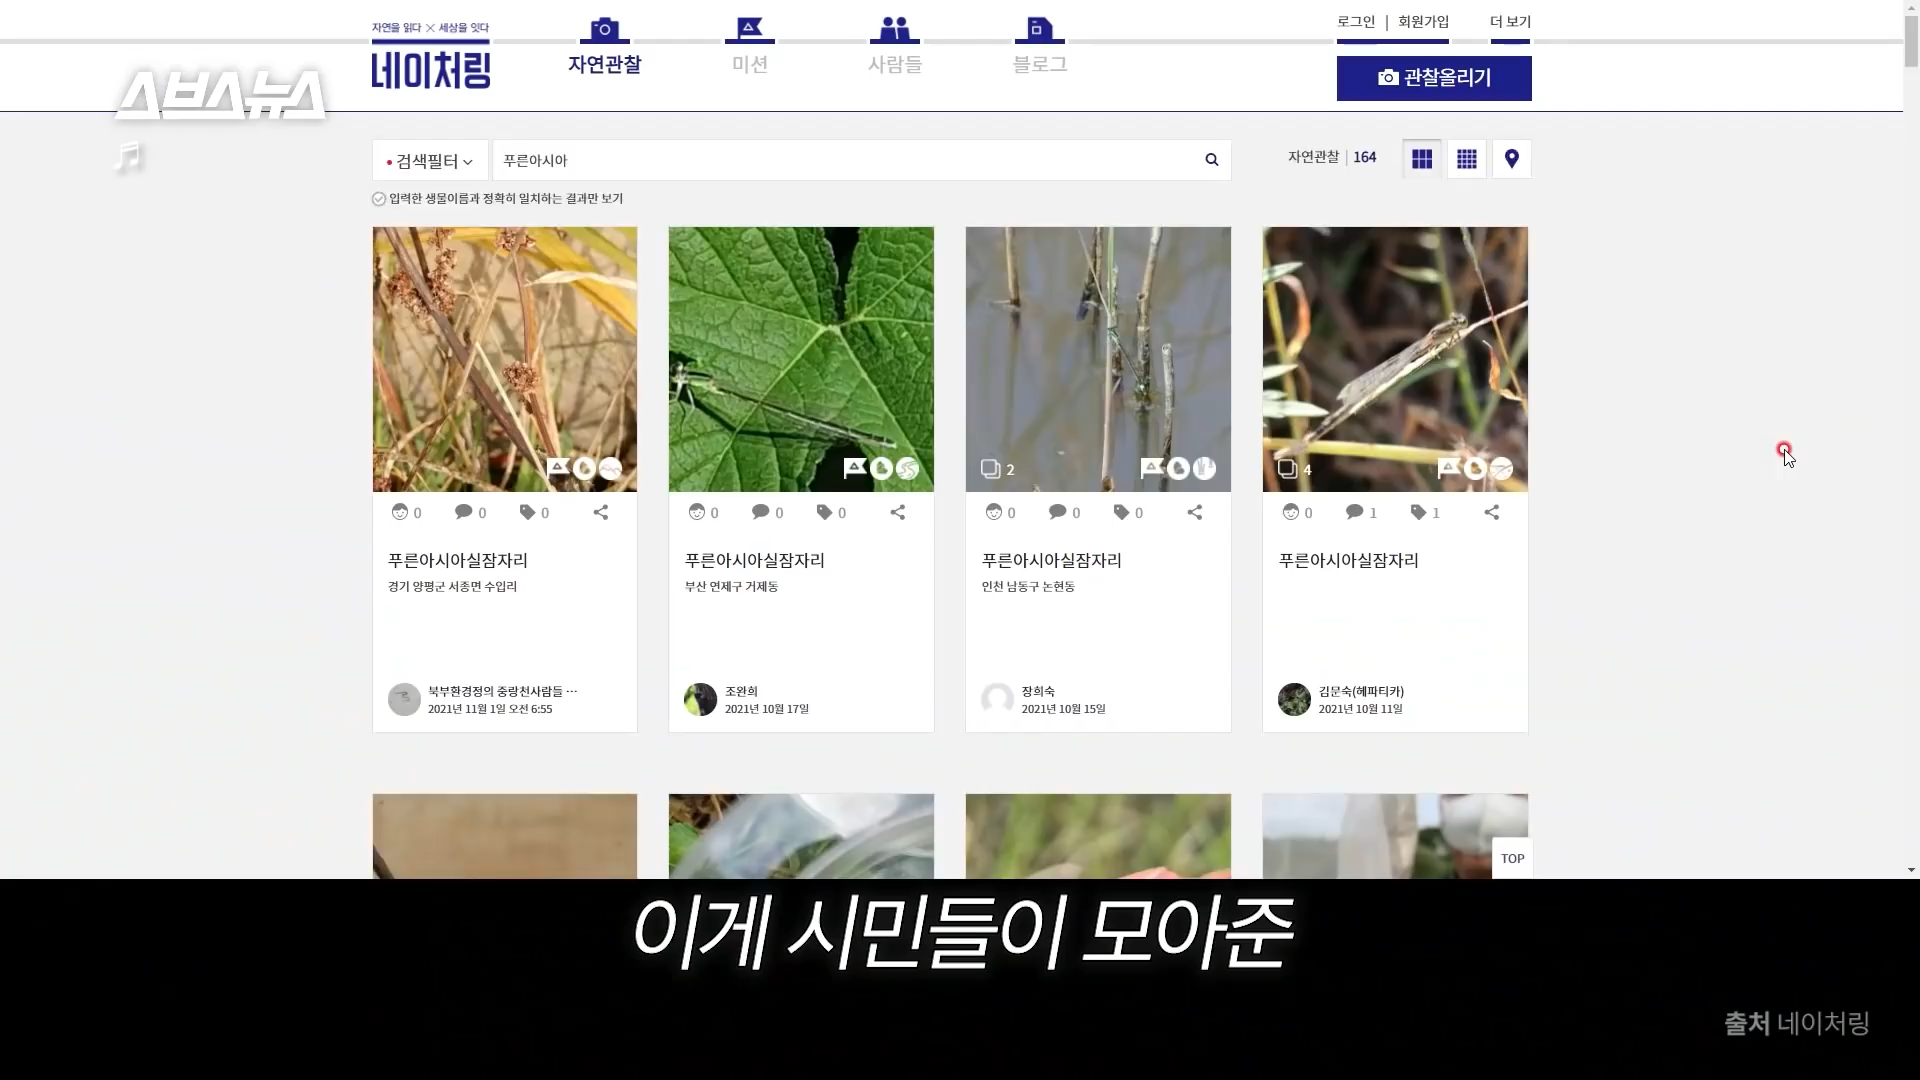 자연을 읽다 × 세상을 잇다
네이처링
자연관찰
미션
사람들
블로그
로그인 | 회원가입
더 보기
관찰올리기
스브스뉴스
검색필터
푸른아시아
자연관찰 | 164
입력한 생물이름과 정확히 일치하는 결과만 보기
2
4
0 0 0
0 0 0
0 0 0
0 1 1
푸른아시아실잠자리
경기 양평군 서종면 수입리
푸른아시아실잠자리
부산 연제구 거제동
푸른아시아실잠자리
인천 남동구 논현동
푸른아시아실잠자리
북부환경정의 중랑천사람들 ···
2021년 11월 1일 오전 6:55
조완희
2021년 10월 17일
장희숙
2021년 10월 15일
김문숙(헤파티카)
2021년 10월 11일
TOP
이게 시민들이 모아준
출처 네이처링